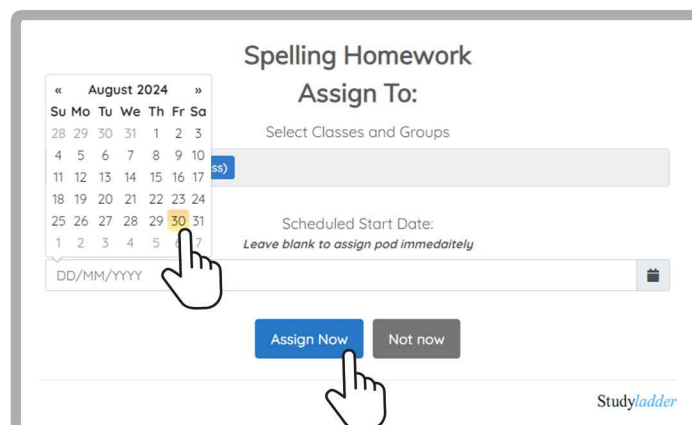 Spelling Homework
Assign To:
Select Classes and Groups
ss)
« August 2024 »
Su Mo Tu We Th Fr Sa
28 29 30 31 1 2 3
4 5 6 7 8 9 10
11 12 13 14 15 16 17
18 19 20 21 22 23 24
25 26 27 28 29 30 31
1 2 3 4 5 6 7
Scheduled Start Date:
Leave blank to assign pod immedaitely
DD/MM/YYYY
Assign Now
Not now
Studyladder